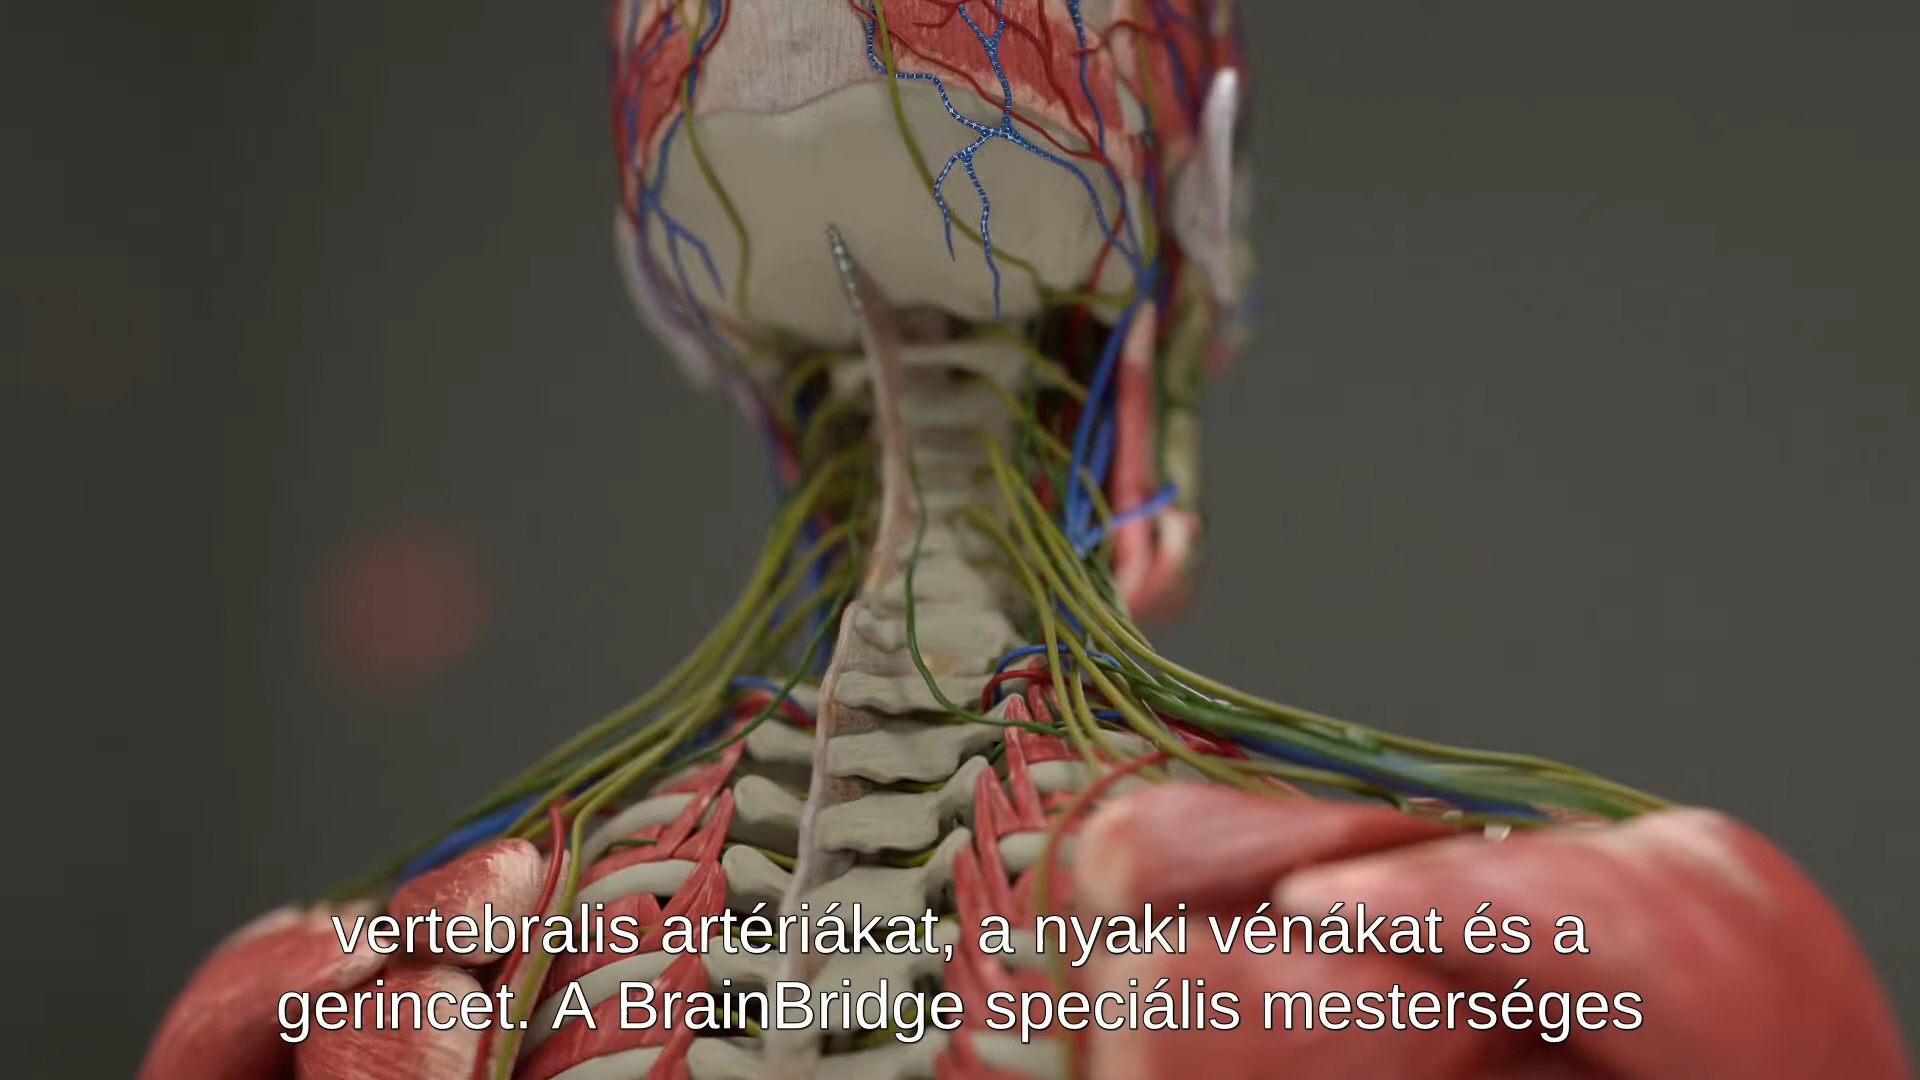 vertebralis artériákat, a nyaki vénákat és a
gerincet. A BrainBridge speciális mesterséges